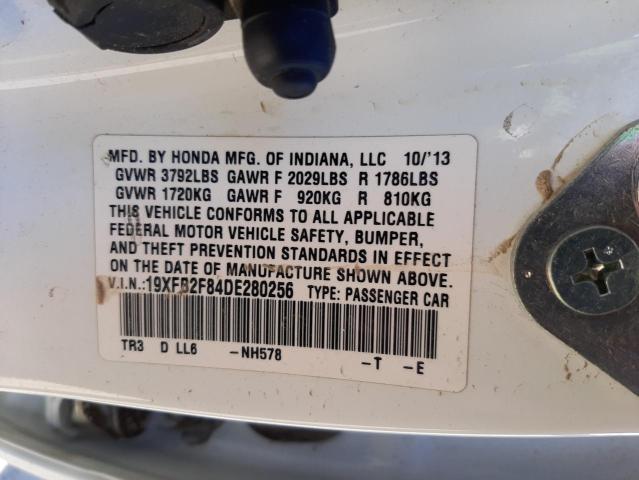 MFD. BY HONDA MFG. OF INDIANA, LLC 10/'13
GVWR 3792LBS GAWR F 2029LBS R 1786LBS
GVWR 1720KG GAWR F 920KG R 810KG
THIS VEHICLE CONFORMS TO ALL APPLICABLE
FEDERAL MOTOR VEHICLE SAFETY, BUMPER,
AND THEFT PREVENTION STANDARDS IN EFFECT
ON THE DATE OF MANUFACTURE SHOWN ABOVE.
V.I.N.:19XFB2F84DE280256 TYPE: PASSENGER CAR
TR3 D LL6 -NH578 -T -E